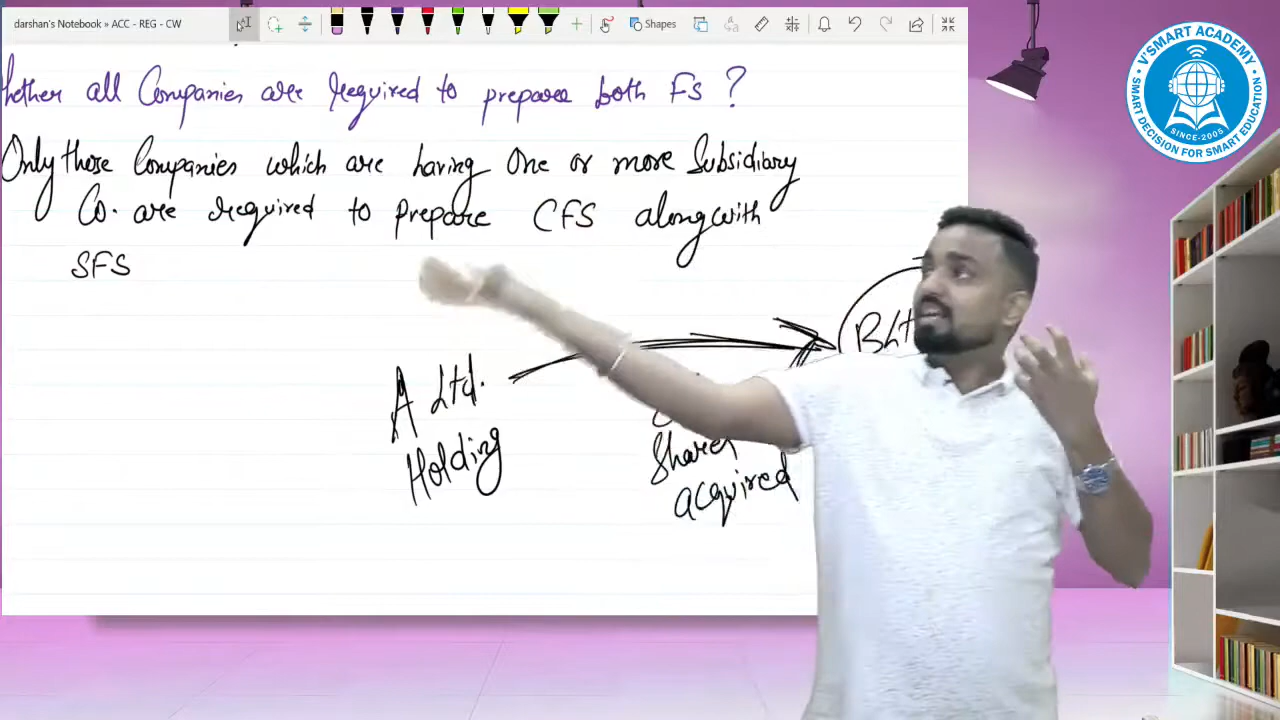 darshan's Notebook » ACC - REG - CW
Shapes
hether all Companies are required to prepare both FS ?
Only those Companies which are having One or more Subsidiary
Co. are required to prepare CFS alongwith
SFS
A Ltd.
Holding
Shares
acquired
B Lt
V'SMART ACADEMY
SINCE-2005
SMART DECISION FOR SMART EDUCATION